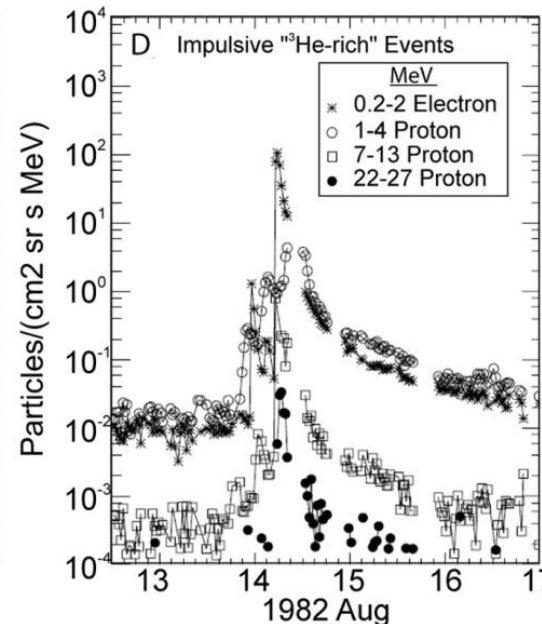 D Impulsive "³He-rich" Events
MeV
0.2-2 Electron
1-4 Proton
7-13 Proton
22-27 Proton
Particles/(cm2 sr s MeV)
10⁴
10³
10²
10¹
10⁰
10⁻¹
10⁻²
10⁻³
10⁻⁴
13 14 15 16 17
1982 Aug